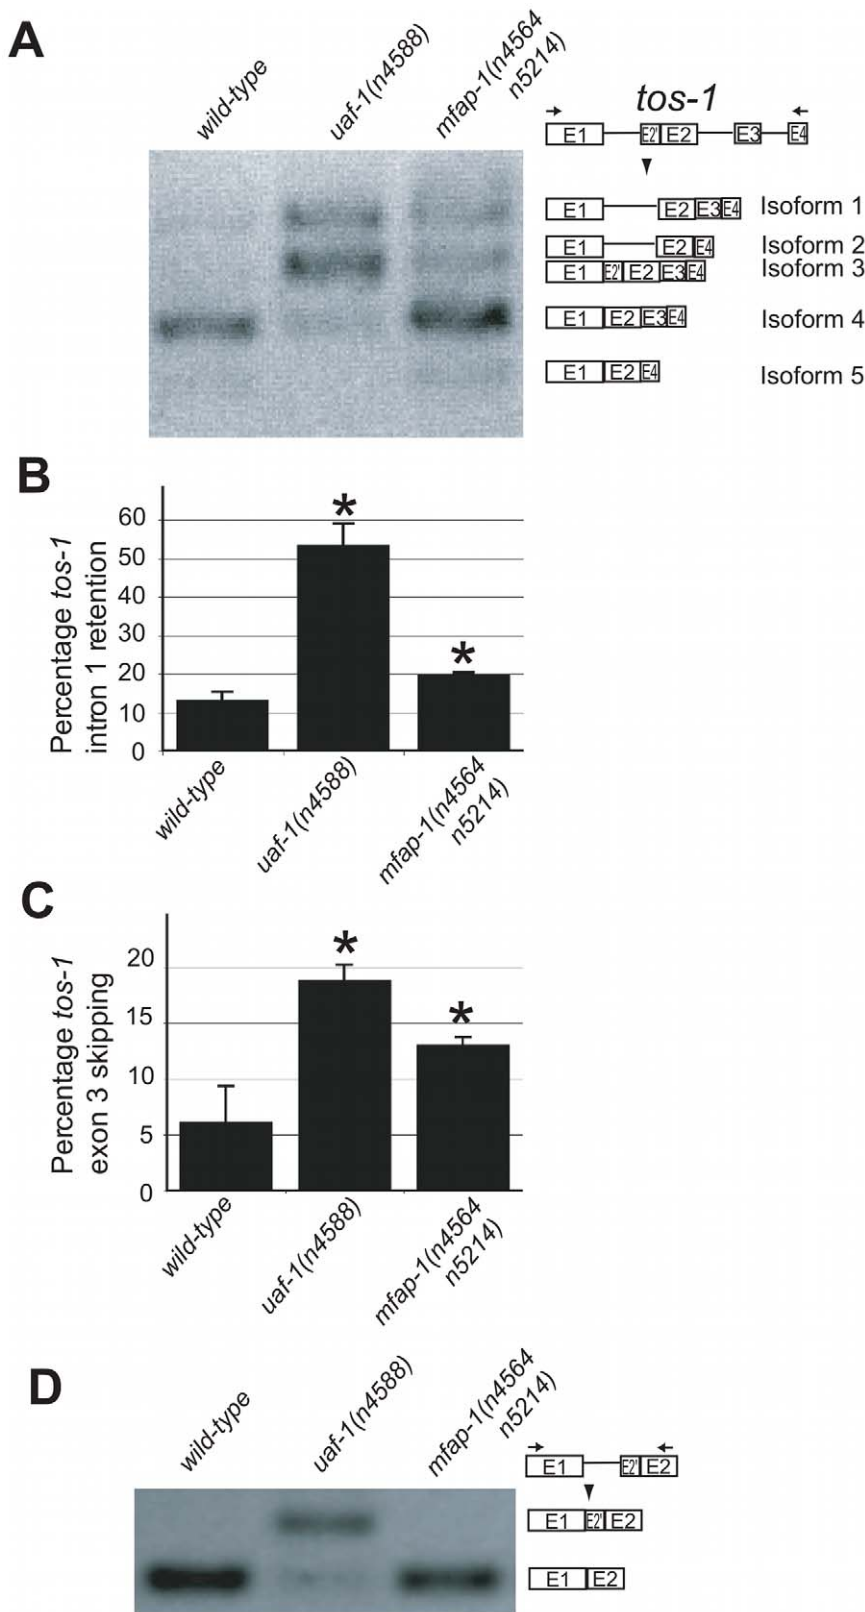 A
wild-type
uaf-1(n4588)
mfap-1(n4564
n5214)
tos-1
E1 E2' E2 E3 E4
E1 E2 E3 E4 Isoform 1
E1 E2 E4 Isoform 2
E1 E2' E2 E3 E4 Isoform 3
E1 E2 E3 E4 Isoform 4
E1 E2 E4 Isoform 5
B
Percentage tos-1
intron 1 retention
60
50
40
30
20
10
0
*
*
wild-type
uaf-1(n4588)
mfap-1(n4564
n5214)
C
Percentage tos-1
exon 3 skipping
20
15
10
5
0
*
*
wild-type
uaf-1(n4588)
mfap-1(n4564
n5214)
D
wild-type
uaf-1(n4588)
mfap-1(n4564
n5214)
E1 E2' E2
E1 E2' E2
E1 E2